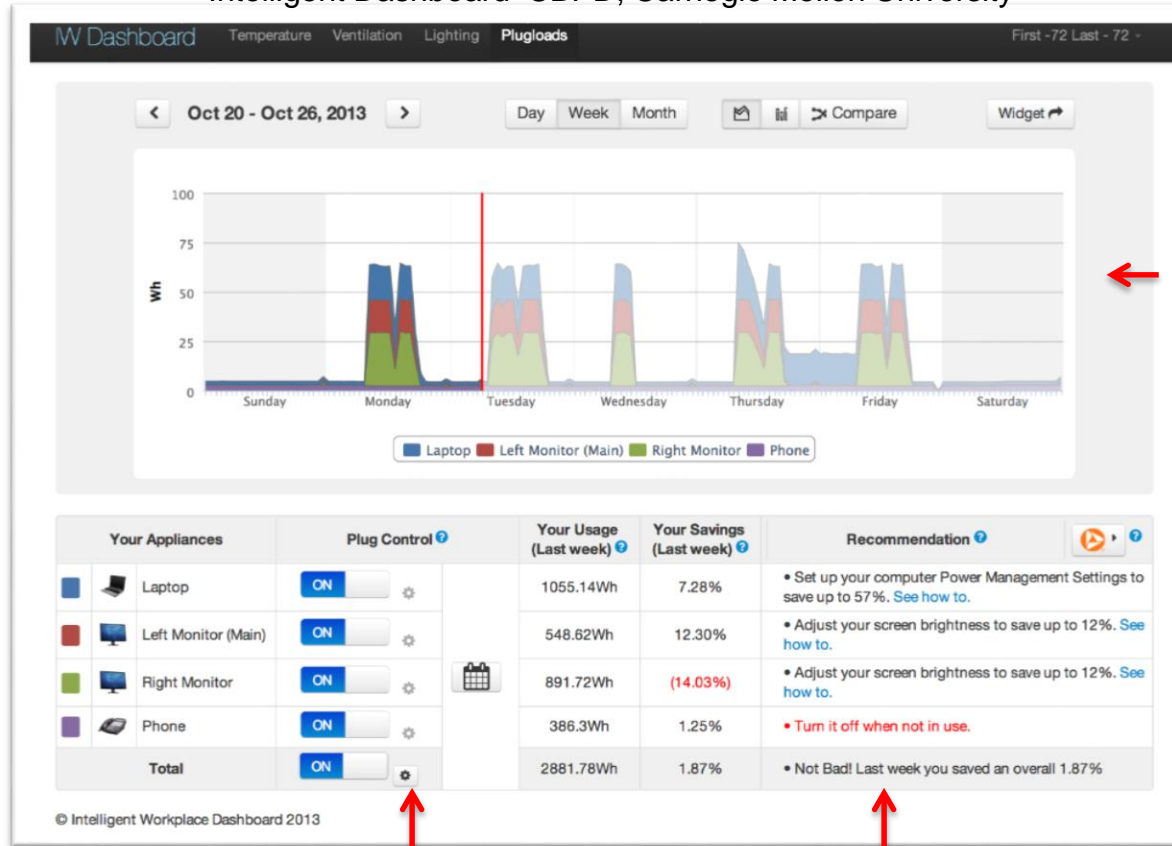 Intelligent Dashboard- CBPD, Carnegie Mellon University
IW Dashboard Temperature Ventilation Lighting Plugloads First -72 Last - 72
Oct 20 - Oct 26, 2013 Day Week Month Compare Widget
100
75
50
25
0
Wh
Sunday Monday Tuesday Wednesday Thursday Friday Saturday
Laptop Left Monitor (Main) Right Monitor Phone
Your Appliances Plug Control ? Your Usage (Last week) ? Your Savings (Last week) ? Recommendation ? ?
Laptop ON 1055.14Wh 7.28% • Set up your computer Power Management Settings to
save up to 57%. See how to.
Left Monitor (Main) ON 548.62Wh 12.30% • Adjust your screen brightness to save up to 12%. See
how to.
Right Monitor ON 891.72Wh (14.03%) • Adjust your screen brightness to save up to 12%. See
how to.
Phone ON 386.3Wh 1.25% • Turn it off when not in use.
Total ON 2881.78Wh 1.87% • Not Bad! Last week you saved an overall 1.87%
© Intelligent Workplace Dashboard 2013